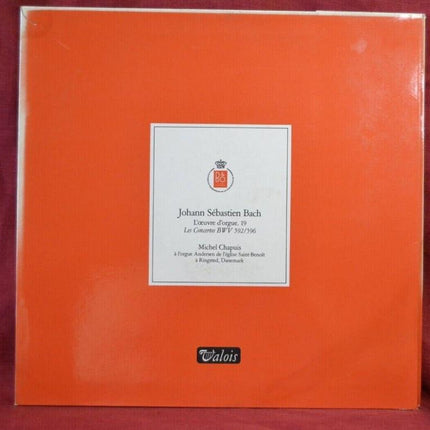 Johann Sébastien Bach
L'œuvre d'orgue, 19
Les Concertos BWV 592/596
Michel Chapuis
à l'orgue Andersen de l'église Saint-Benoît
à Ringsted, Danemark
Valois